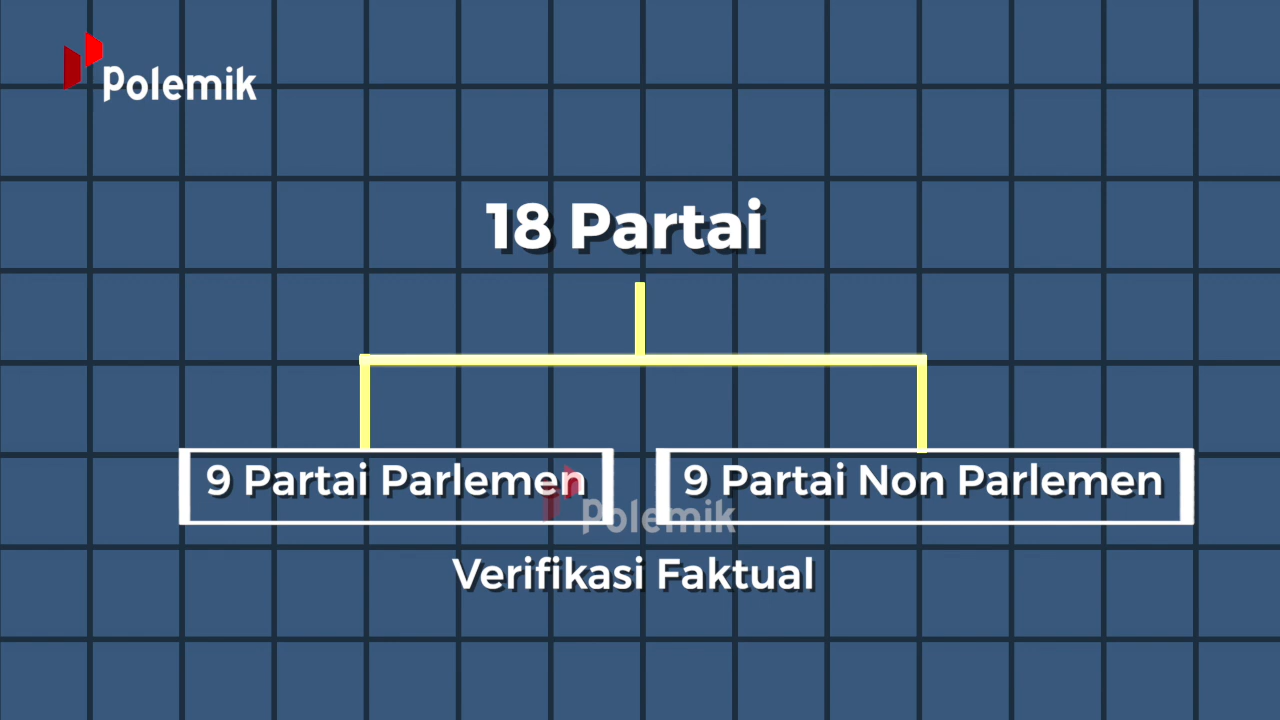 Polemik
18 Partai
9 Partai Parlemen
9 Partai Non Parlemen
Polemik
Verifikasi Faktual